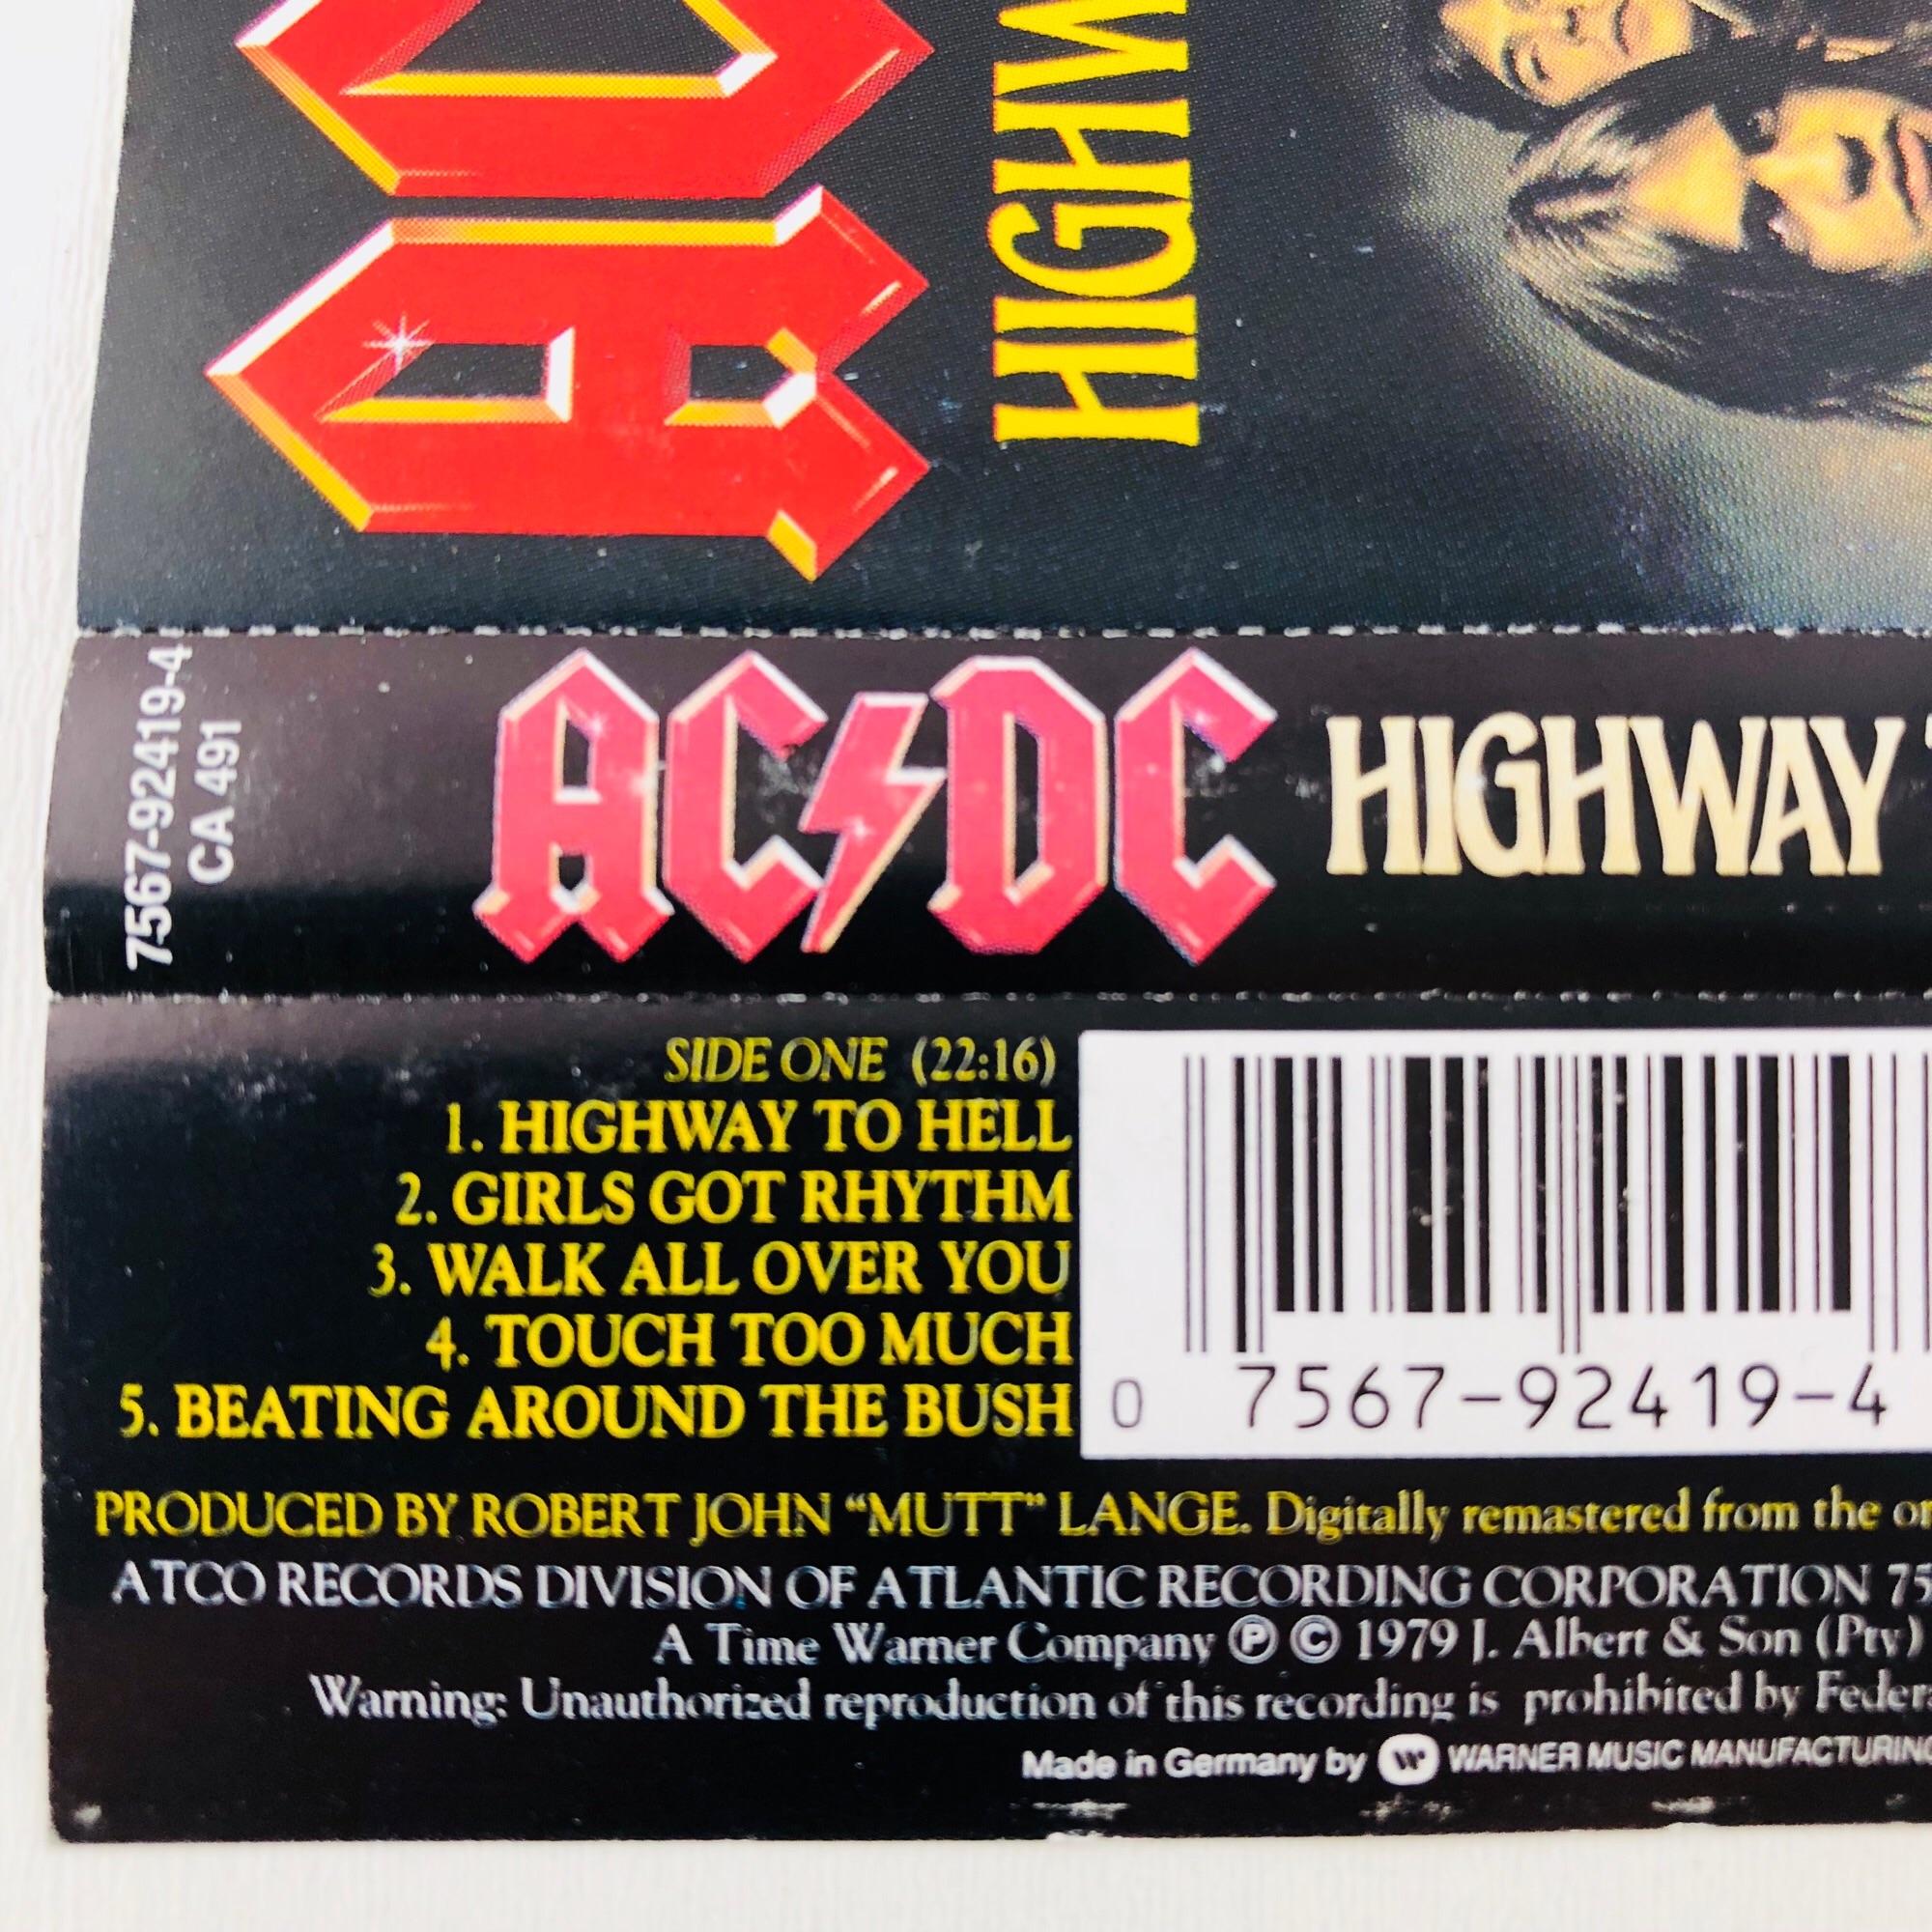 AC
HIGHW
7567-92419-4
CA 491
AC/DC HIGHWAY
SIDE ONE (22:16)
1. HIGHWAY TO HELL
2. GIRLS GOT RHYTHM
3. WALK ALL OVER YOU
4. TOUCH TOO MUCH
5. BEATING AROUND THE BUSH
0 7567-92419-4
PRODUCED BY ROBERT JOHN “MUTT” LANGE. Digitally remastered from the
ATCO RECORDS DIVISION OF ATLANTIC RECORDING CORPORATION 75
A Time Warner Company Ⓟ © 1979 J. Albert & Son (Pty)
Warning: Unauthorized reproduction of this recording is prohibited by Feder
Made in Germany by W WARNER MUSIC MANUFACTURING